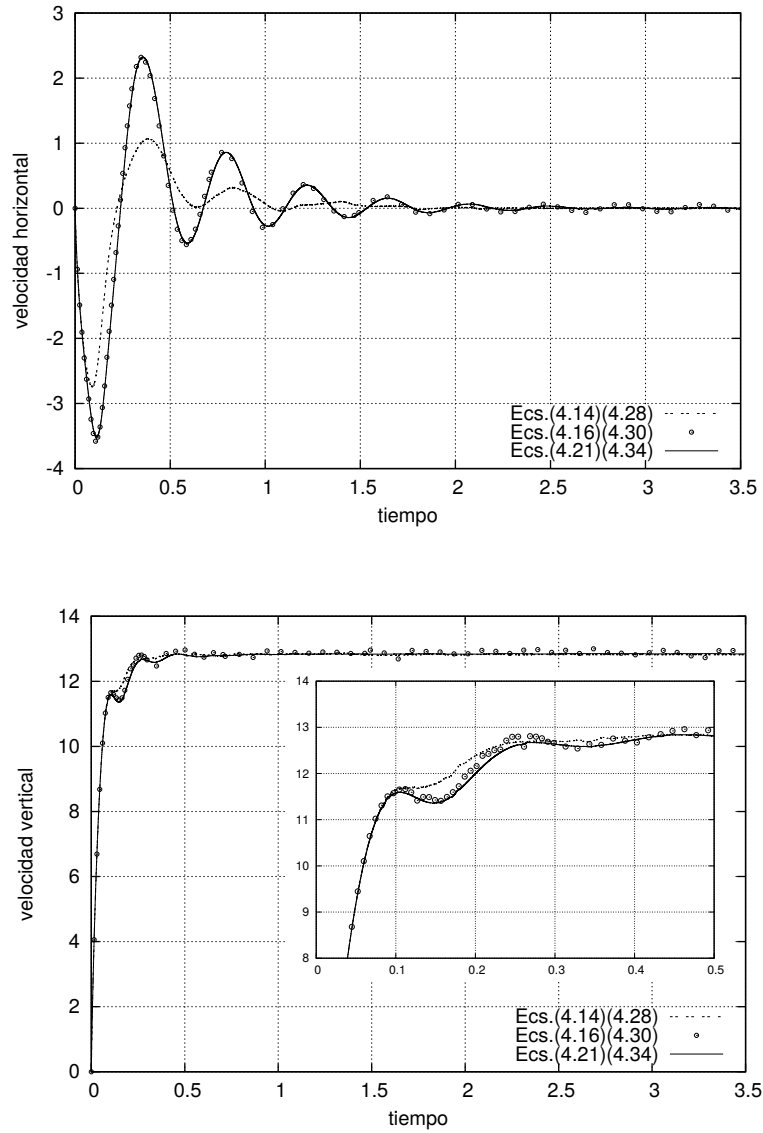 3
2
1
0
-1
-2
-3
-4
velocidad horizontal
0 0.5 1 1.5 2 2.5 3 3.5
tiempo
Ecs.(4.14)(4.28)
Ecs.(4.16)(4.30)
Ecs.(4.21)(4.34)
14
12
10
8
6
4
2
0
velocidad vertical
0 0.5 1 1.5 2 2.5 3 3.5
tiempo
14
13
12
11
10
9
8
0 0.1 0.2 0.3 0.4 0.5
Ecs.(4.14)(4.28)
Ecs.(4.16)(4.30)
Ecs.(4.21)(4.34)